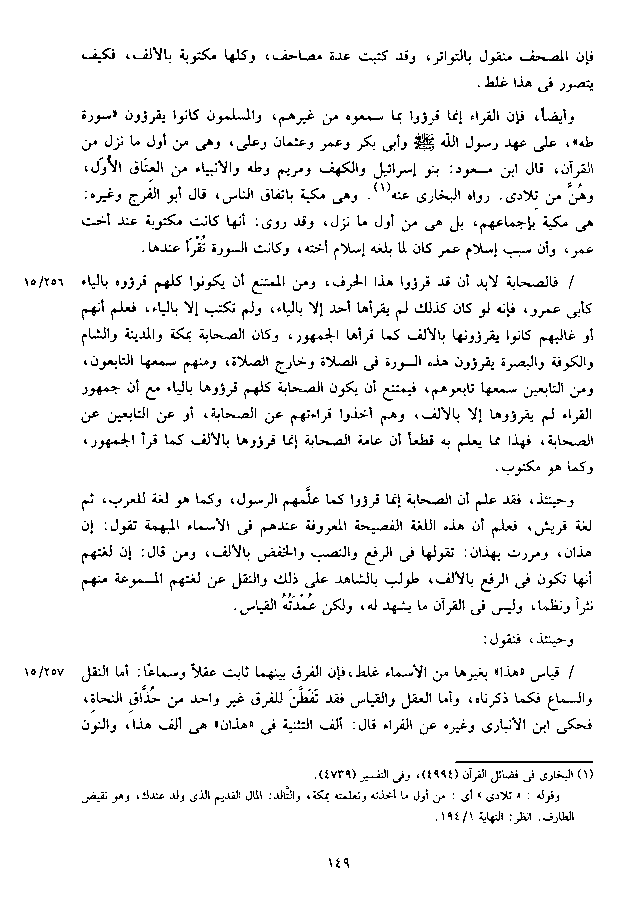 فإن المصحف منقول بالتواتر، وقد كتبت عدة مصاحف، وكلها مكتوبة بالألف، فكيف
يتصور فى هذا غلط.
وأيضاً، فإن القراء إنما قرؤوا بما سمعوه من غيرهم، والمسلمون كانوا يقرؤون «سورة
طه»، على عهد رسول الله ﷺ وأبي بكر وعمر وعثمان وعلى، وهى من أول ما نزل من
القرآن، قال ابن مسعود: بنو إسرائيل والكهف ومريم وطه والأنبياء من العِتَاق الأُوَل،
وهُنَّ من تلادى. رواه البخارى عنه(١). وهى مكية باتفاق الناس، قال أبو الفرج وغيره:
هى مكية بإجماعهم، بل هى من أول ما نزل، وقد روى: أنها كانت مكتوبة عند أخت
عمر، وأن سبب إسلام عمر كان لما بلغه إسلام أخته، وكانت السورة تُقْرَأ عندها.
/ فالصحابة لابد أن قد قرؤوا هذا الحرف، ومن الممتنع أن يكونوا كلهم قرؤوه بالياء ١٥/٢٥٦
كأبى عمرو، فإنه لو كان كذلك لم يقرأها أحد إلا بالياء، ولم تكتب إلا بالياء، فعلم أنهم
أو غالبهم كانوا يقرؤونها بالألف كما قرأها الجمهور، وكان الصحابة بمكة والمدينة والشام
والكوفة والبصرة يقرؤون هذه السورة فى الصلاة وخارج الصلاة، ومنهم سمعها التابعون،
ومن التابعين سمعها تابعوهم، فيمتنع أن يكون الصحابة كلهم قرؤوها بالياء مع أن جمهور
القراء لم يقرؤوها إلا بالألف، وهم أخذوا قراءتهم عن الصحابة، أو عن التابعين عن
الصحابة، فهذا مما يعلم به قطعاً أن عامة الصحابة إنما قرؤوها بالألف كما قرأ الجمهور،
وكما هو مكتوب.
وحينئذ، فقد علم أن الصحابة إنما قرؤوا كما علَّمهم الرسول، وكما هو لغة للعرب، ثم
لغة قريش، فعلم أن هذه اللغة الفصيحة المعروفة عندهم فى الأسماء المبهمة تقول: إن
هذان، ومررت بهذان: تقولها فى الرفع والنصب والخفض بالألف، ومن قال: إن لغتهم
أنها تكون فى الرفع بالألف، طولب بالشاهد على ذلك والنقل عن لغتهم المسموعة منهم
نثراً ونظما، وليس فى القرآن ما يشهد له، ولكن عُمْدَتُهُ القياس.
وحينئذ، فنقول:
/ قياس «هذا» بغيرها من الأسماء غلط،فإن الفرق بينهما ثابت عقلاً وسماعًا: أما النقل ١٥/٢٥٧
والسماع فكما ذكرناه، وأما العقل والقياس فقد تَفَطَّنَ للفرق غير واحد من حُذَّاقِ النحاة،
فحكى ابن الأنبارى وغيره عن الفراء قال: ألف التثنية فى «هذان» هى ألف هذا، والنون
(١) البخارى فى فضائل القرآن (٤٩٩٤)، وفى التفسير (٤٧٣٩).
وقوله : « تلادي » أى : من أول ما أخذته وتعلمته بمكة، والتَّالد: المال القديم الذى ولد عندك، وهو نقيض
الطارف. انظر: النهاية ١/١٩٤.
١٤٩